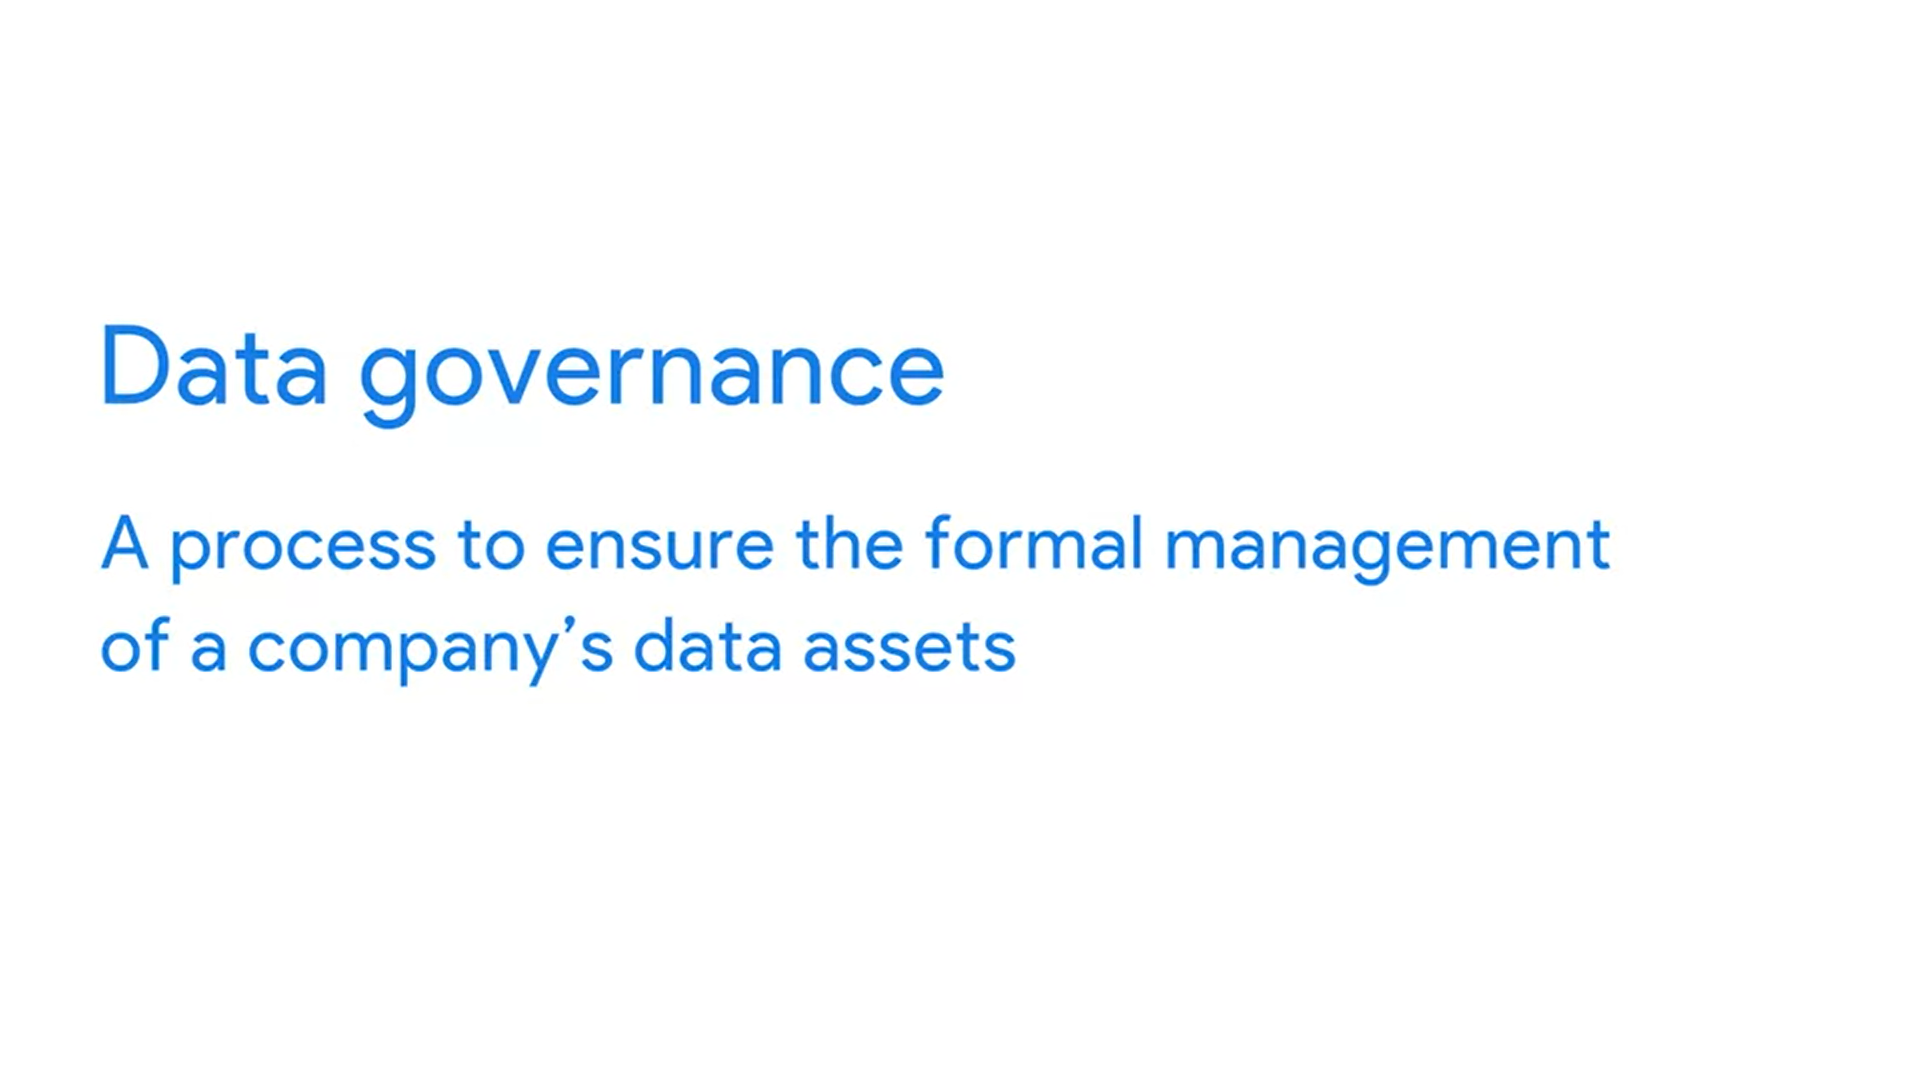 Data governance
A process to ensure the formal management
of a company’s data assets